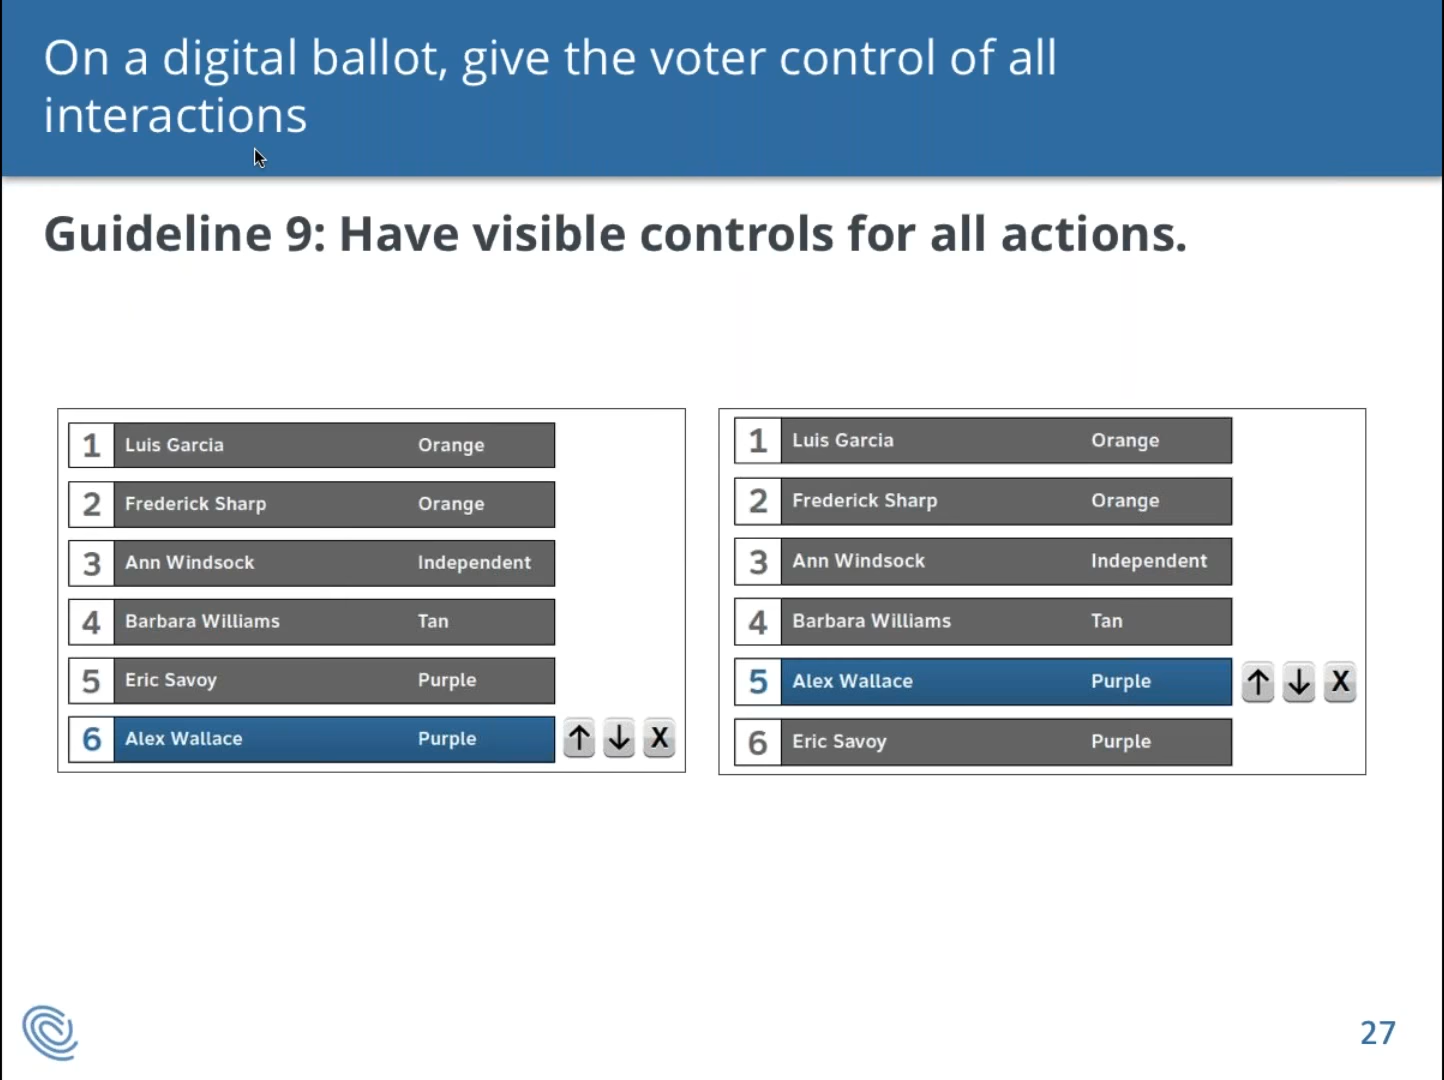 On a digital ballot, give the voter control of all
interactions
Guideline 9: Have visible controls for all actions.
1 Luis Garcia Orange
2 Frederick Sharp Orange
3 Ann Windsock Independent
4 Barbara Williams Tan
5 Eric Savoy Purple
6 Alex Wallace Purple ↑ ↓ X
1 Luis Garcia Orange
2 Frederick Sharp Orange
3 Ann Windsock Independent
4 Barbara Williams Tan
5 Alex Wallace Purple ↑ ↓ X
6 Eric Savoy Purple
27